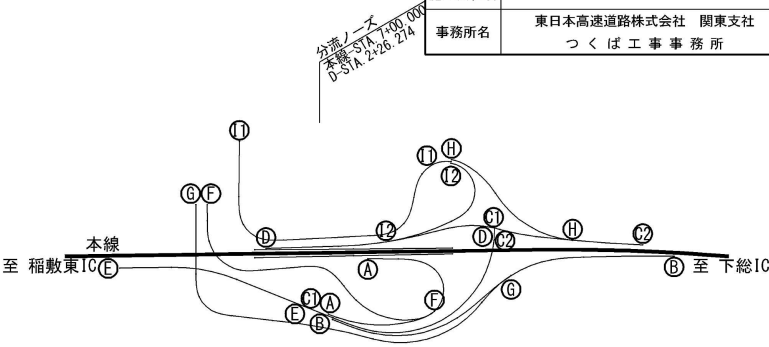 事務所名
東日本高速道路株式会社　関東支社
つくば工事事務所
分流ノーズ
本線-STA.7+00.000
D-STA.2+26.274
I1
I1
H
G
F
I2
D
I2
C1
D
C2
H
C2
本線
至 稲敷東IC
E
A
B
至 下総IC
F
G
C1
A
E
B